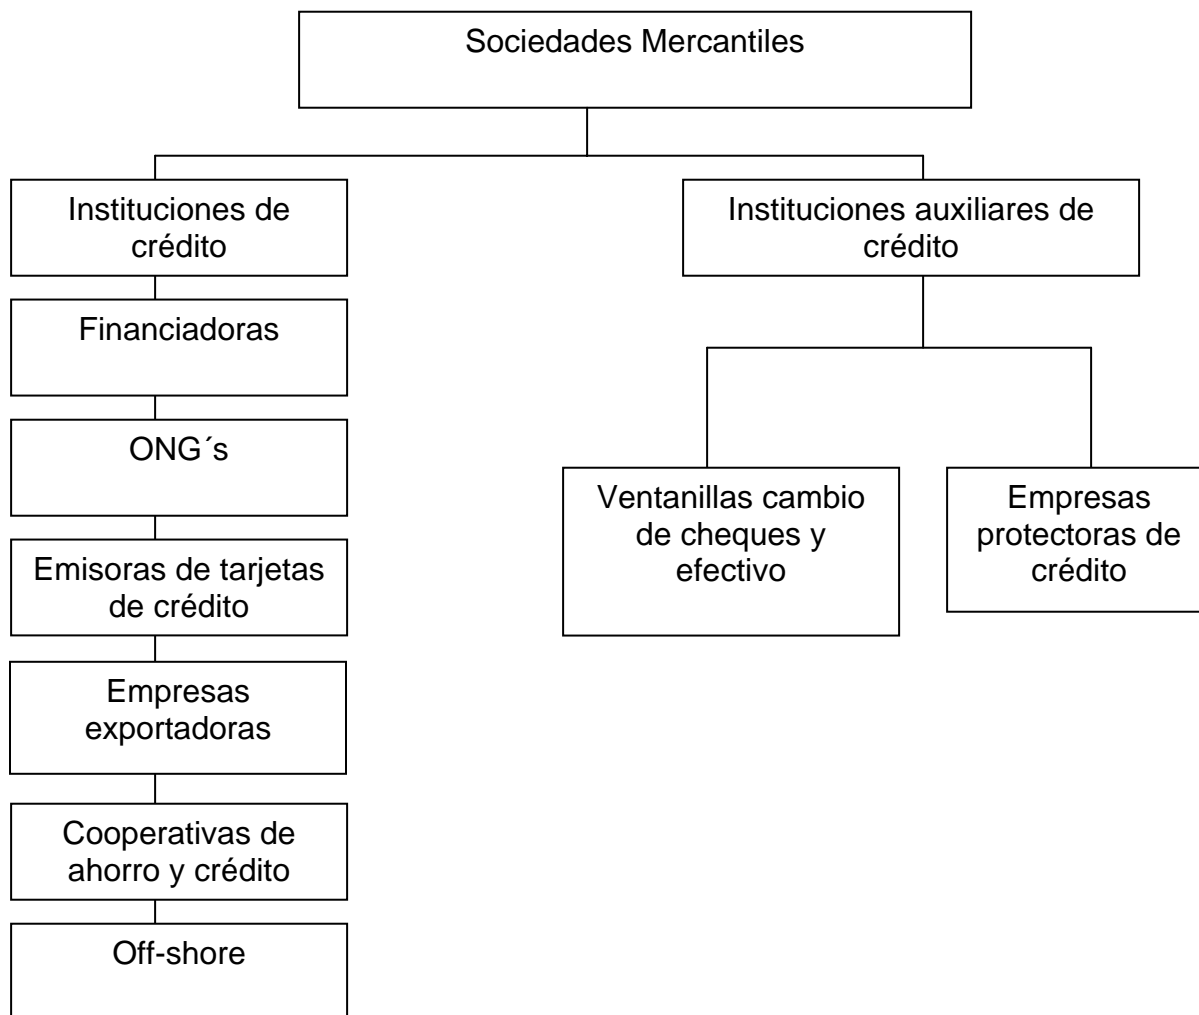 Sociedades Mercantiles
Instituciones de
crédito
Instituciones auxiliares de
crédito
Financiadoras
ONG´s
Ventanillas cambio
de cheques y
efectivo
Empresas
protectoras de
crédito
Emisoras de tarjetas
de crédito
Empresas
exportadoras
Cooperativas de
ahorro y crédito
Off-shore